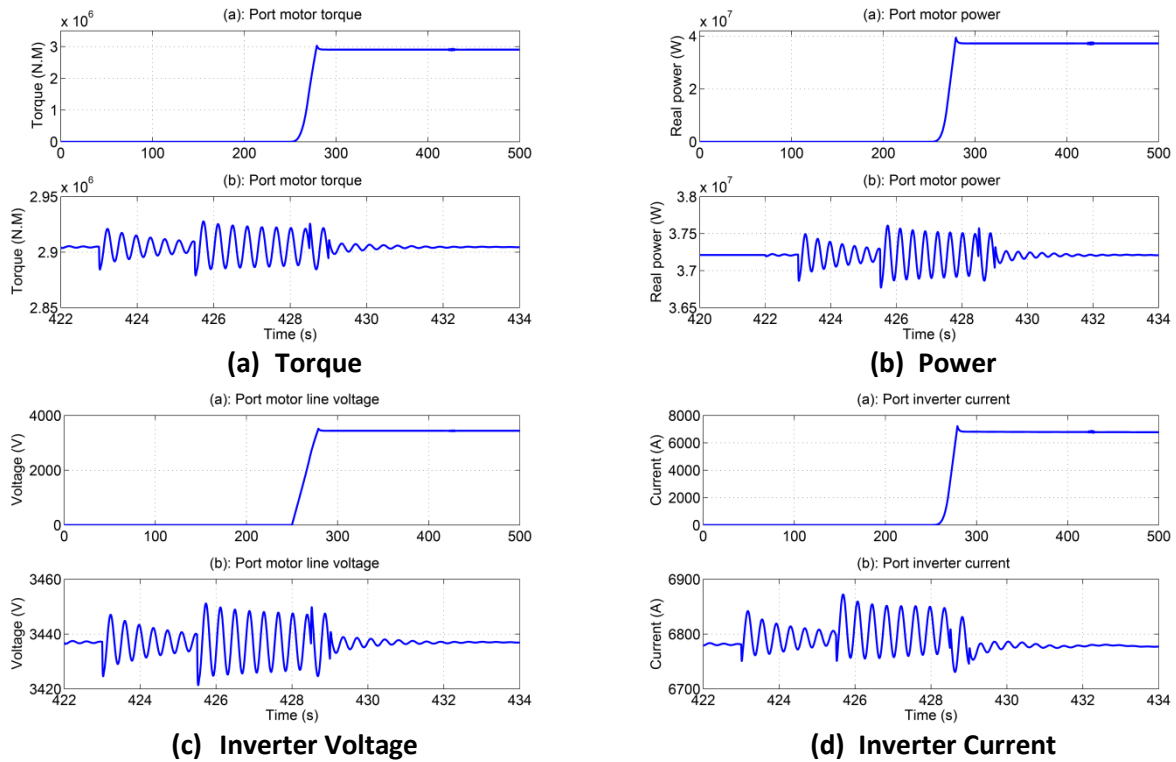 (a): Port motor torque
x 10^6
Torque (N.M)
3
2
1
0
0 100 200 300 400 500
(b): Port motor torque
x 10^6
Torque (N.M)
2.95
2.9
2.85
422 424 426 428 430 432 434
Time (s)
(a) Torque
(a): Port motor power
x 10^7
Real power (W)
4
2
0
0 100 200 300 400 500
(b): Port motor power
x 10^7
Real power (W)
3.8
3.75
3.7
3.65
420 422 424 426 428 430 432 434
Time (s)
(b) Power
(a): Port motor line voltage
Voltage (V)
4000
2000
0
0 100 200 300 400 500
(b): Port motor line voltage
Voltage (V)
3460
3440
3420
422 424 426 428 430 432 434
Time (s)
(c) Inverter Voltage
(a): Port inverter current
Current (A)
8000
6000
4000
2000
0
0 100 200 300 400 500
(b): Port inverter current
Current (A)
6900
6800
6700
422 424 426 428 430 432 434
Time (s)
(d) Inverter Current